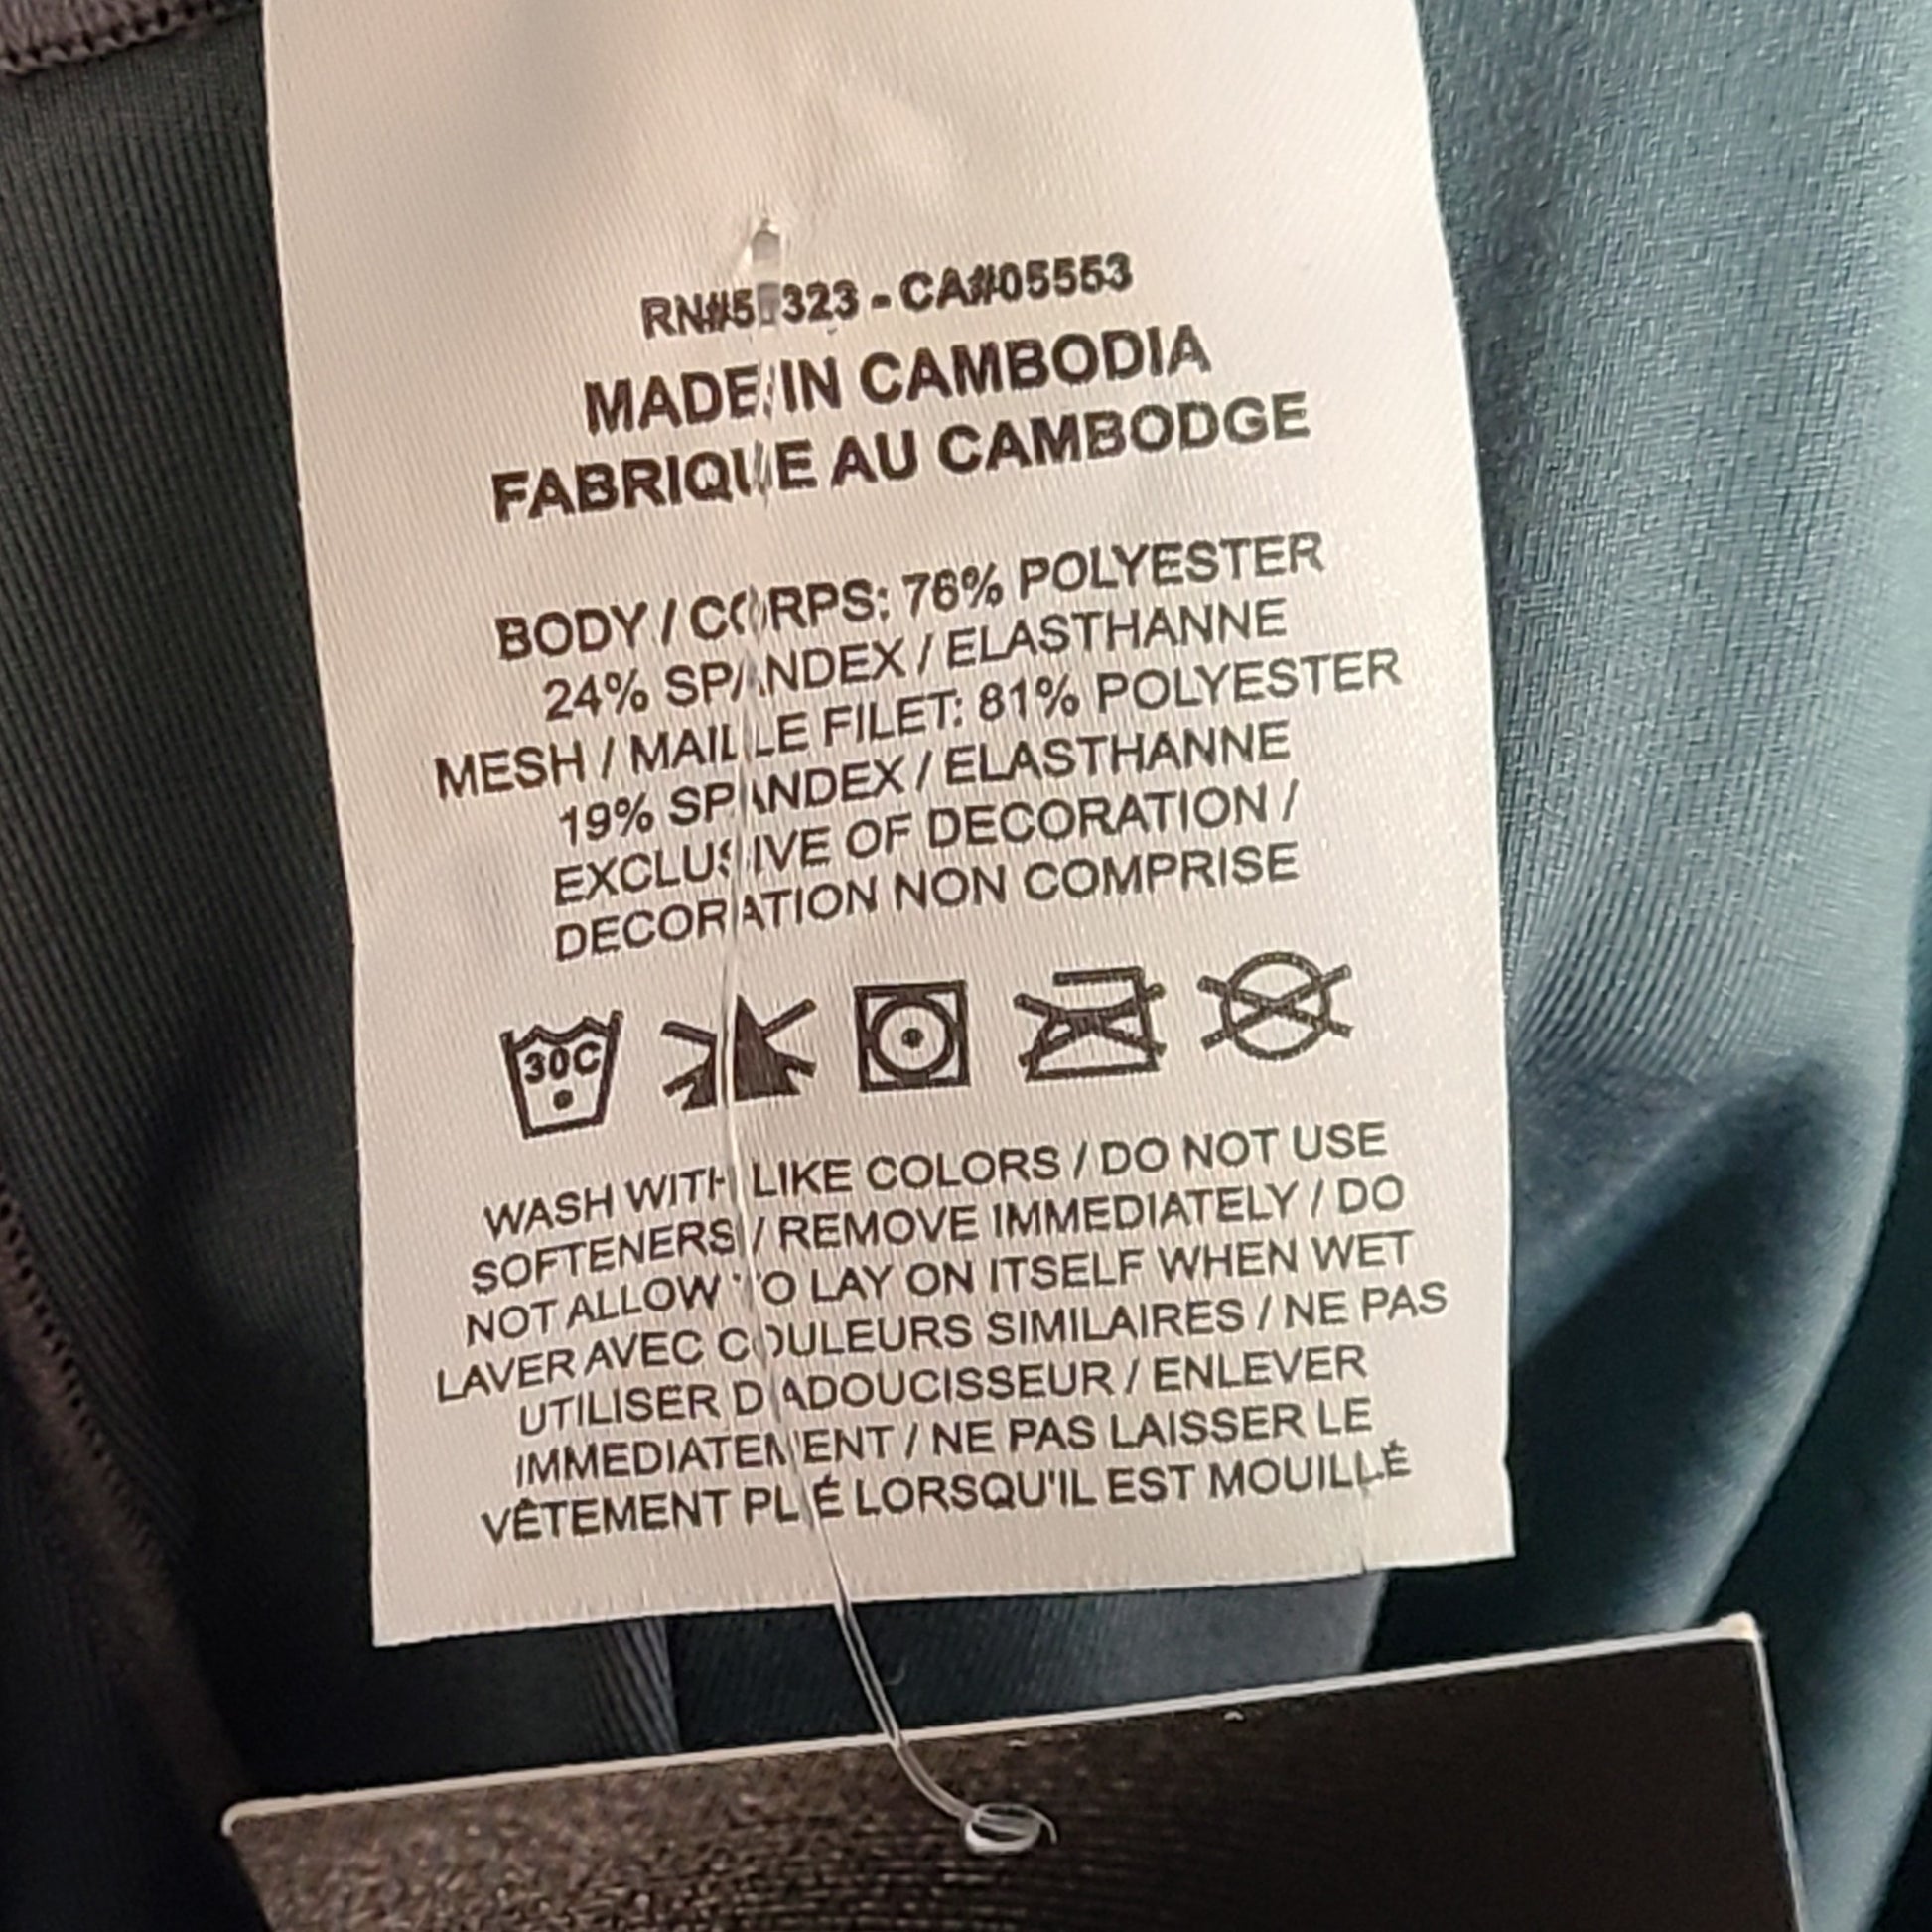 CA#05553
MADE IN CAMBODIA
FABRIQUE AU CAMBODGE
BODY / CORPS: 76% POLYESTER
24% SPANDEX / ELASTHANNE
MESH / MAILLE FILET: 81% POLYESTER
19% SPANDEX / ELASTHANNE
EXCLUSIVE OF DECORATION /
DECORATION NON COMPRISE
30C
WASH WITH LIKE COLORS / DO NOT USE
SOFTENERS / REMOVE IMMEDIATELY / DO
NOT ALLOW TO LAY ON ITSELF WHEN WET
LAVER AVEC COULEURS SIMILAIRES / NE PAS
UTILISER D'ADOUCISSEUR / ENLEVER
IMMEDIATEMENT / NE PAS LAISSER LE
VÊTEMENT PLIÉ LORSQU'IL EST MOUILLÉ